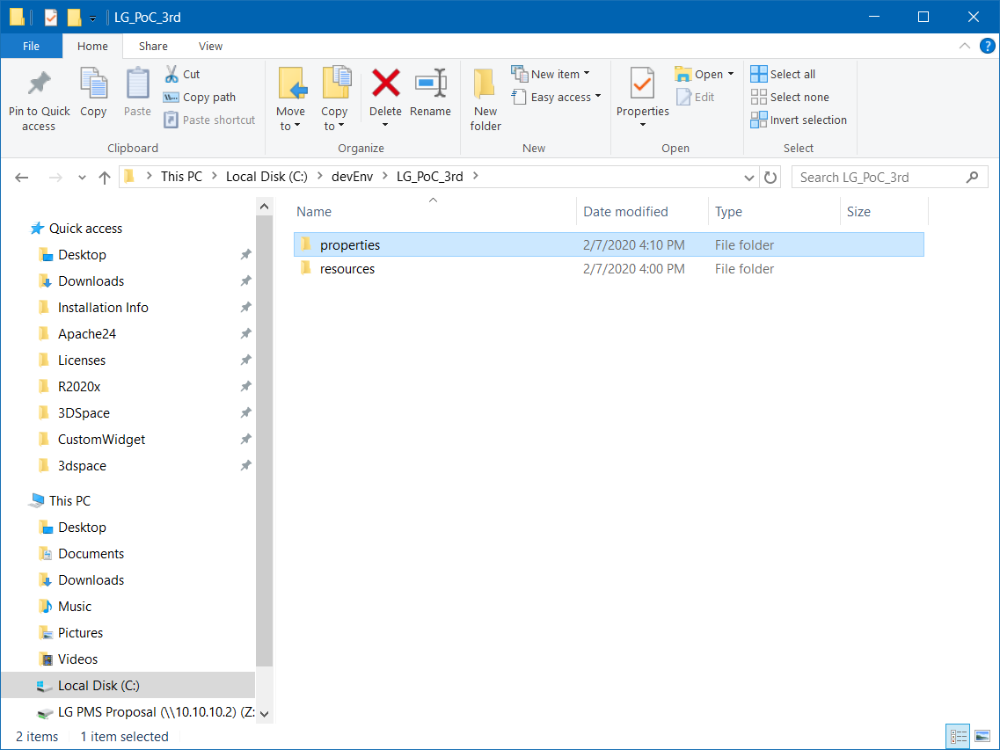 LG_PoC_3rd
File Home Share View
Pin to Quick access
Copy
Paste
Cut
Copy path
Paste shortcut
Clipboard
Move to
Copy to
Delete
Rename
Organize
New folder
New item
Easy access
New
Properties
Open
Edit
Open
Select all
Select none
Invert selection
Select
This PC > Local Disk (C:) > devEnv > LG_PoC_3rd >
Search LG_PoC_3rd
Quick access
Desktop
Downloads
Installation Info
Apache24
Licenses
R2020x
3DSpace
CustomWidget
3dspace
This PC
Desktop
Documents
Downloads
Music
Pictures
Videos
Local Disk (C:)
LG PMS Proposal (\\10.10.10.2) (Z:
Name Date modified Type Size
properties 2/7/2020 4:10 PM File folder
resources 2/7/2020 4:00 PM File folder
2 items 1 item selected